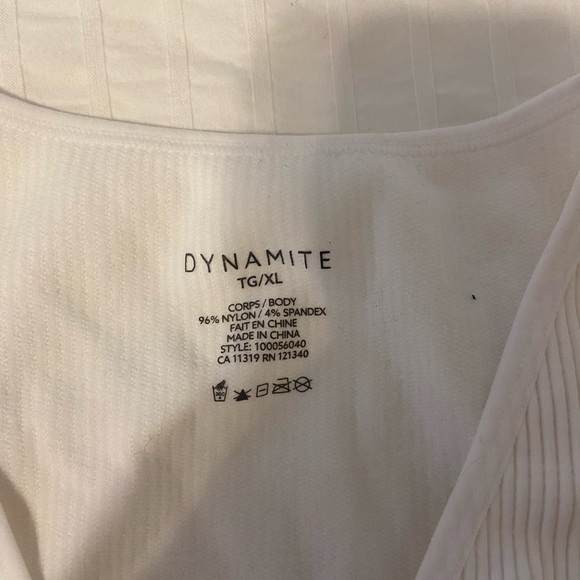 DYNAMITE
TG/XL
CORPS / BODY
96% NYLON / 4% SPANDEX
FAIT EN CHINE
MADE IN CHINA
STYLE: 100056040
CA 11319 RN 121340